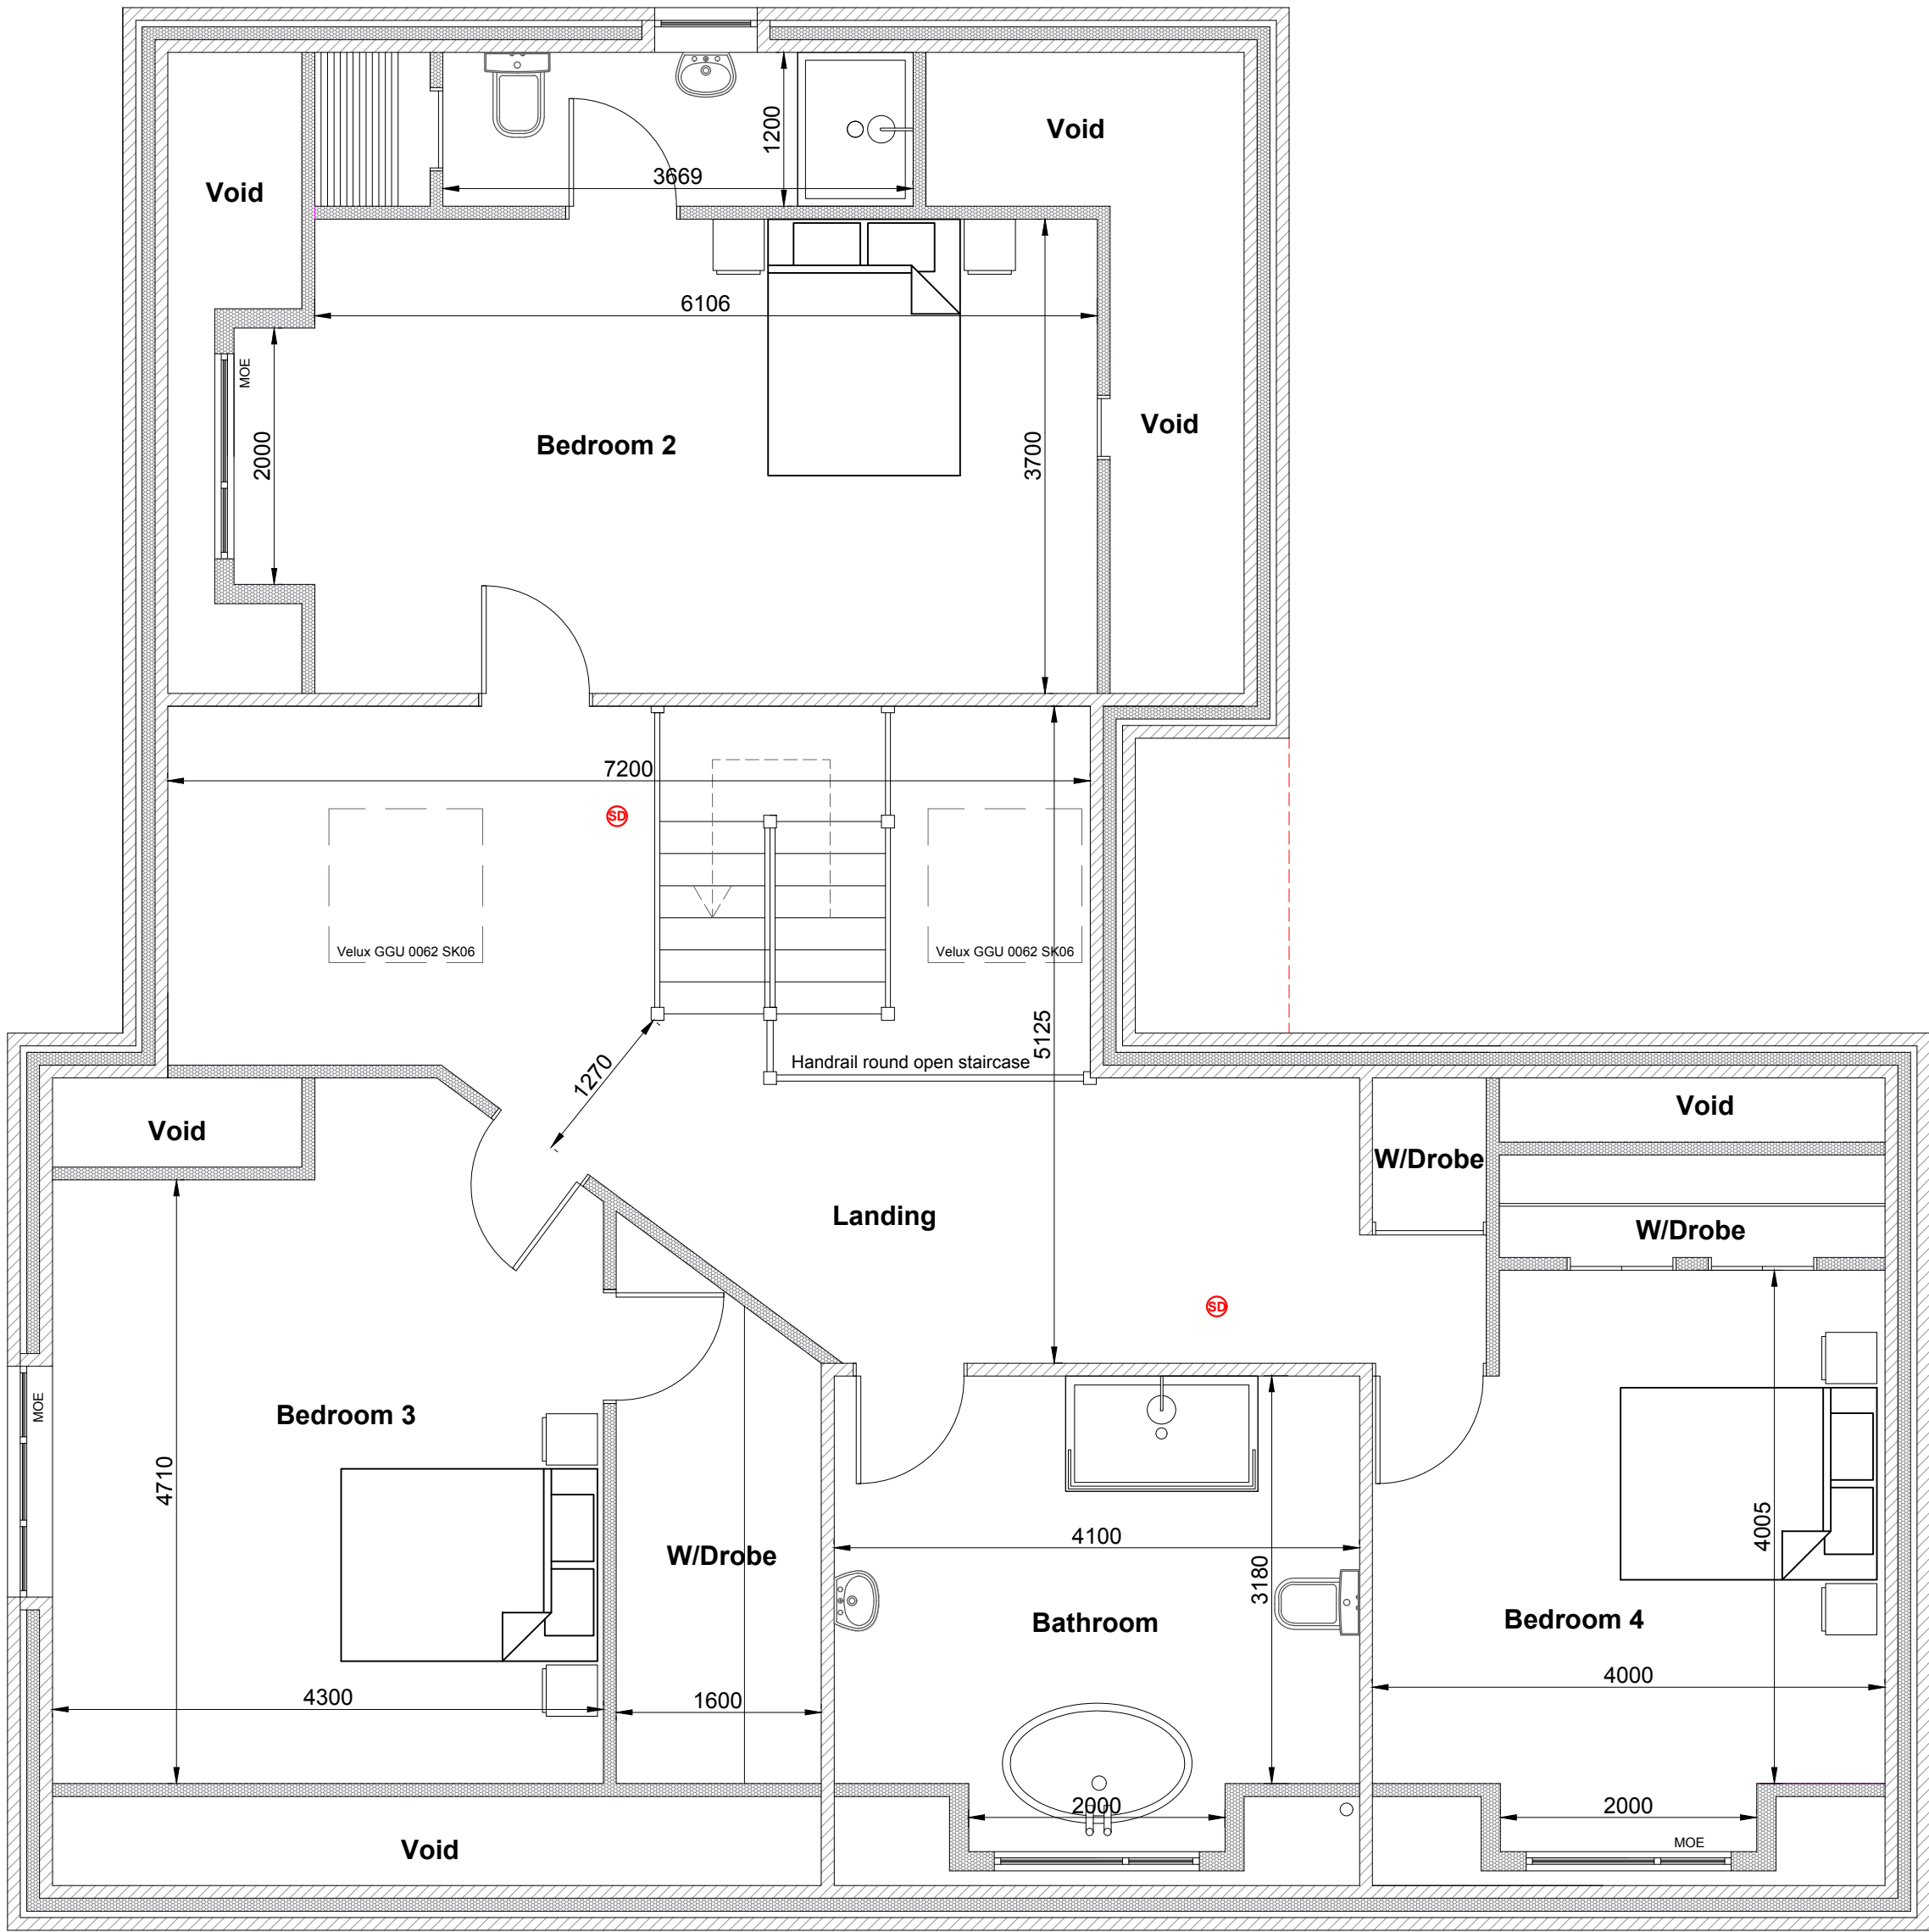 1200
Void
3669
Void
6106
MOE
2000
Bedroom 2
3700
Void
7200
SD
Velux GGU 0062 SK06
Velux GGU 0062 SK06
5125
1270
Handrail round open staircase
Void
Void
W/Drobe
Landing
W/Drobe
SD
MOE
Bedroom 3
4710
W/Drobe
4100
3180
4005
Bathroom
Bedroom 4
4300
1600
4000
2000
2000
MOE
Void